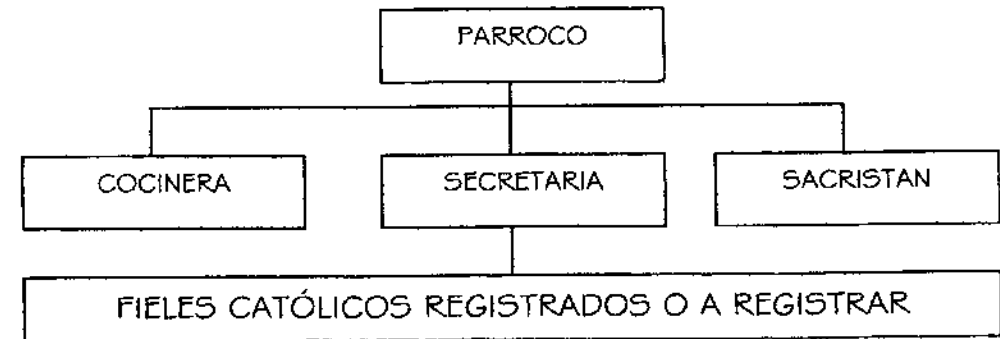 PARROCO
COCINERA
SECRETARIA
SACRISTAN
FIELES CATÓLICOS REGISTRADOS O A REGISTRAR